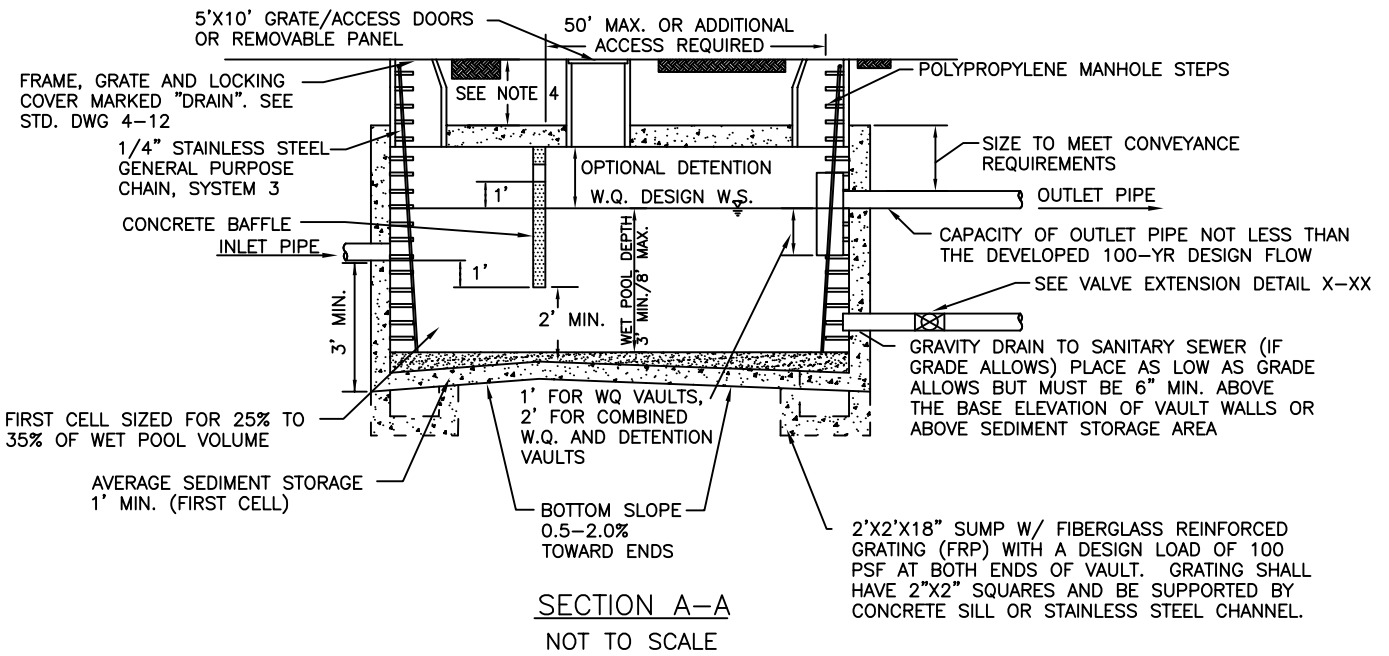 5'X10' GRATE/ACCESS DOORS
OR REMOVABLE PANEL
50' MAX. OR ADDITIONAL
ACCESS REQUIRED
FRAME, GRATE AND LOCKING
COVER MARKED "DRAIN". SEE
STD. DWG 4-12
SEE NOTE 4
POLYPROPYLENE MANHOLE STEPS
1/4" STAINLESS STEEL
GENERAL PURPOSE
CHAIN, SYSTEM 3
SIZE TO MEET CONVEYANCE
REQUIREMENTS
OPTIONAL DETENTION
1'
W.Q. DESIGN W.S.
OUTLET PIPE
CONCRETE BAFFLE
INLET PIPE
CAPACITY OF OUTLET PIPE NOT LESS THAN
THE DEVELOPED 100-YR DESIGN FLOW
1'
WET POOL DEPTH
3' MIN./8' MAX.
SEE VALVE EXTENSION DETAIL X-XX
3' MIN.
2' MIN.
GRAVITY DRAIN TO SANITARY SEWER (IF
GRADE ALLOWS) PLACE AS LOW AS GRADE
ALLOWS BUT MUST BE 6" MIN. ABOVE
THE BASE ELEVATION OF VAULT WALLS OR
ABOVE SEDIMENT STORAGE AREA
FIRST CELL SIZED FOR 25% TO
35% OF WET POOL VOLUME
1' FOR WQ VAULTS,
2' FOR COMBINED
W.Q. AND DETENTION
VAULTS
AVERAGE SEDIMENT STORAGE
1' MIN. (FIRST CELL)
BOTTOM SLOPE
0.5-2.0%
TOWARD ENDS
2'X2'X18" SUMP W/ FIBERGLASS REINFORCED
GRATING (FRP) WITH A DESIGN LOAD OF 100
PSF AT BOTH ENDS OF VAULT. GRATING SHALL
HAVE 2"X2" SQUARES AND BE SUPPORTED BY
CONCRETE SILL OR STAINLESS STEEL CHANNEL.
SECTION A-A
NOT TO SCALE